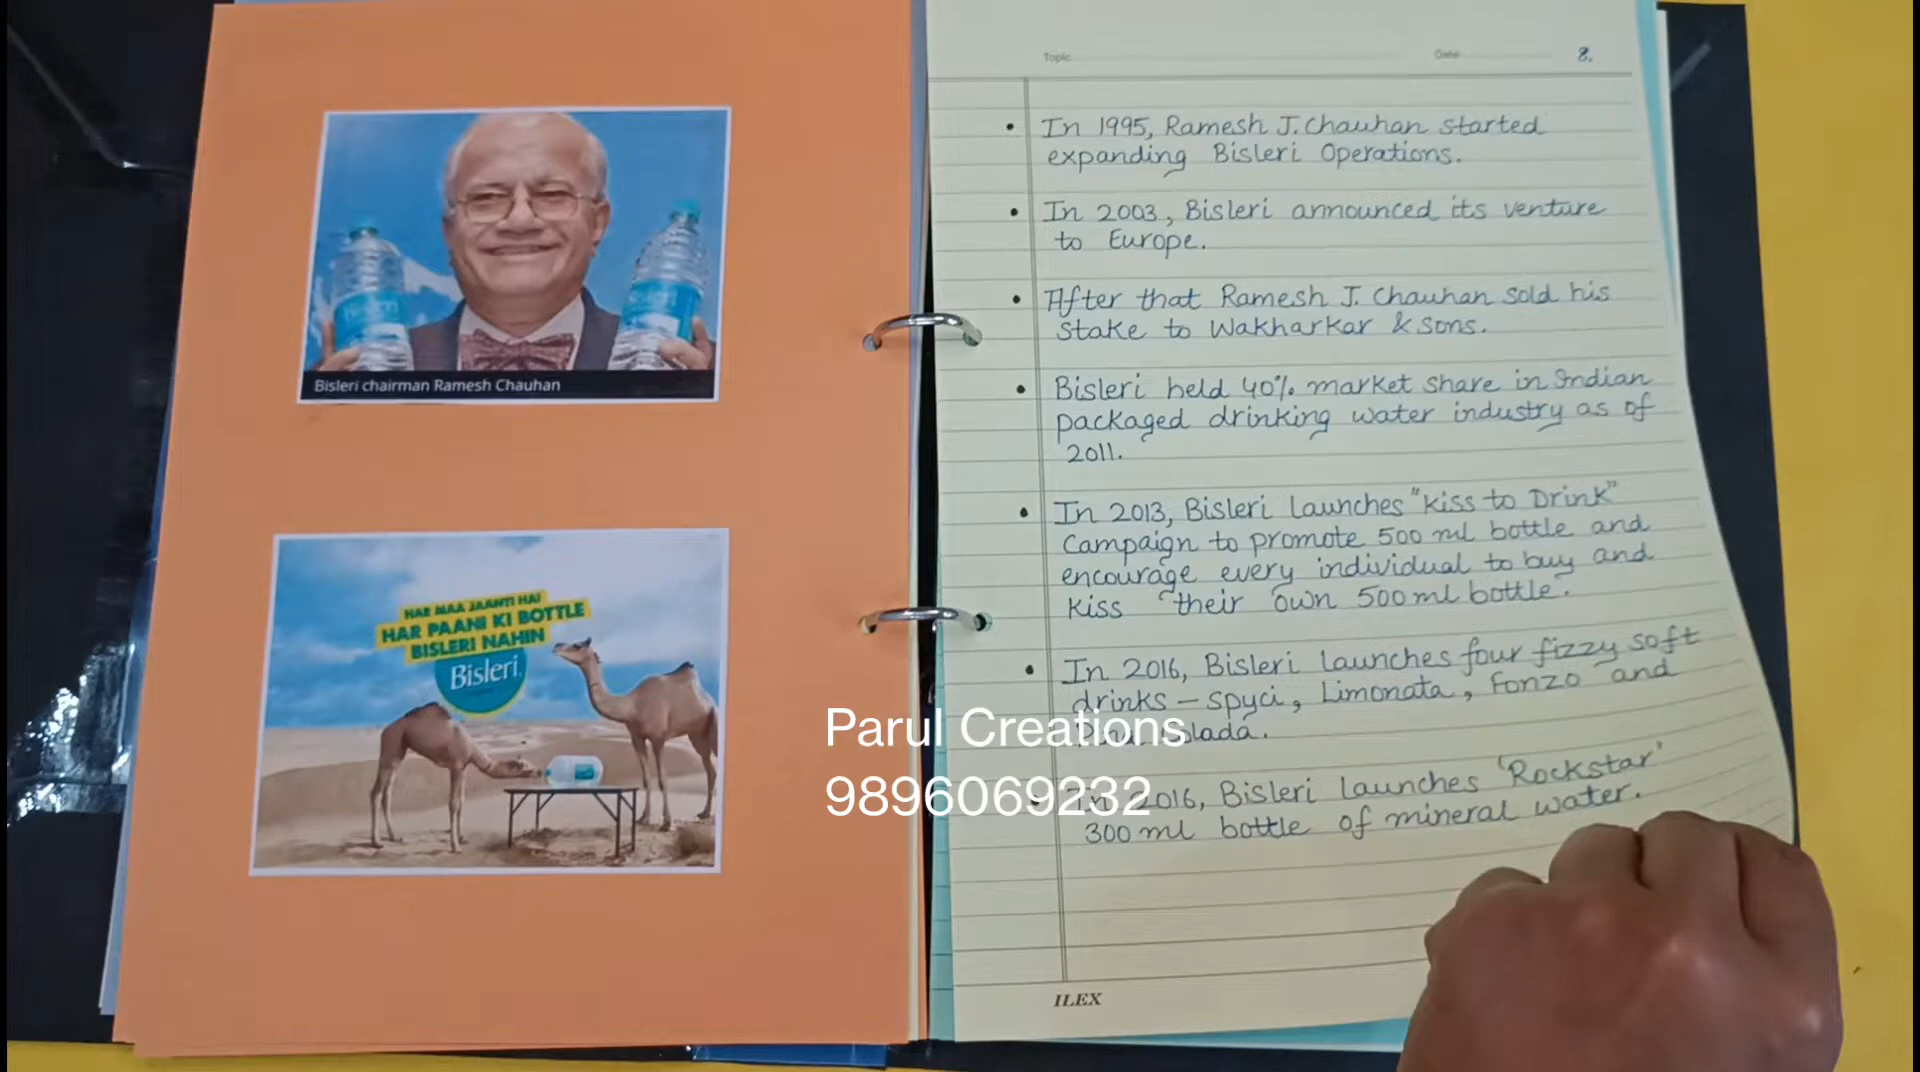 Bisleri chairman Ramesh Chauhan
HAR MAA JAANTI HAI
HAR PAANI KI BOTTLE
BISLERI NAHIN
Bisleri
Topic
Date
8.
• In 1995, Ramesh J. Chauhan started
expanding Bisleri Operations.
• In 2003, Bisleri announced its venture
to Europe.
• After that Ramesh J. Chauhan sold his
stake to Wakharkar & sons.
• Bisleri held 40% market share in Indian
packaged drinking water industry as of
2011.
• In 2013, Bisleri launches "Kiss to Drink"
campaign to promote 500 ml bottle and
encourage every individual to buy and
kiss their own 500 ml bottle.
• In 2016, Bisleri launches four fizzy soft
drinks - Spyci, Limonata, Fonzo and
• In 2016, Bisleri launches 'Rockstar'
300 ml bottle of mineral water.
ILEX
Parul Creations
9896069232